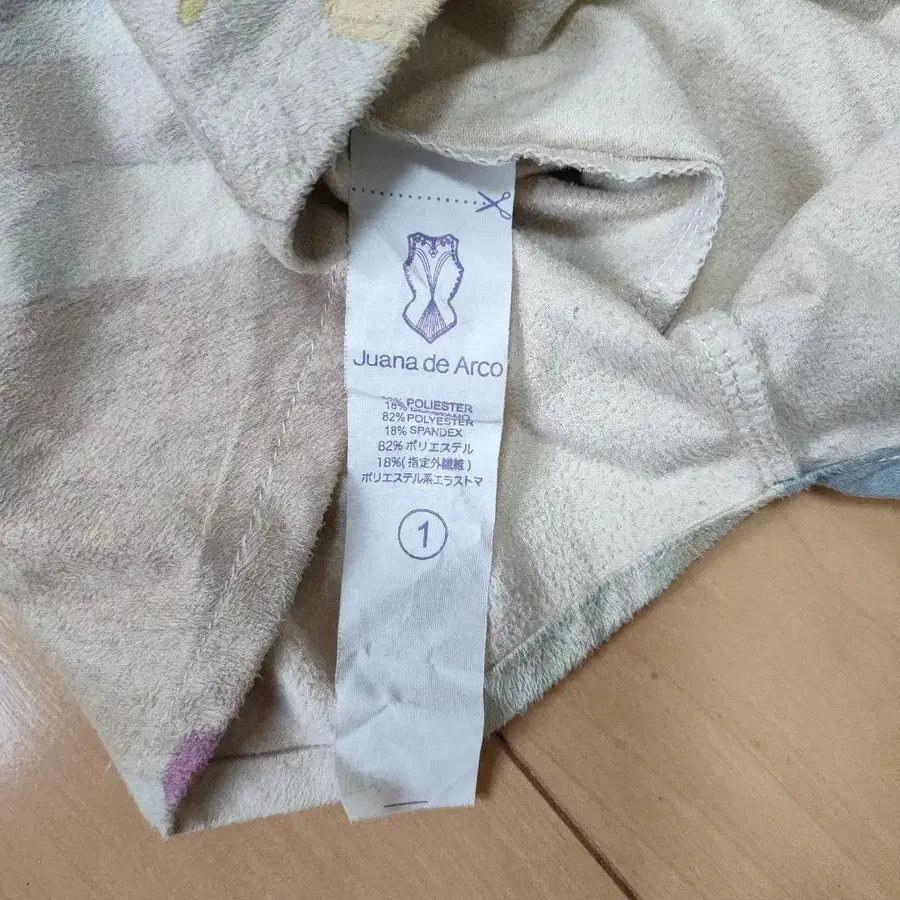 Juana de Arco
POLIESTER
18%
82% POLYESTER
18% SPANDEX
82% ポリエステル
18%(指定外繊維)
ポリエステル系エラストマ
1